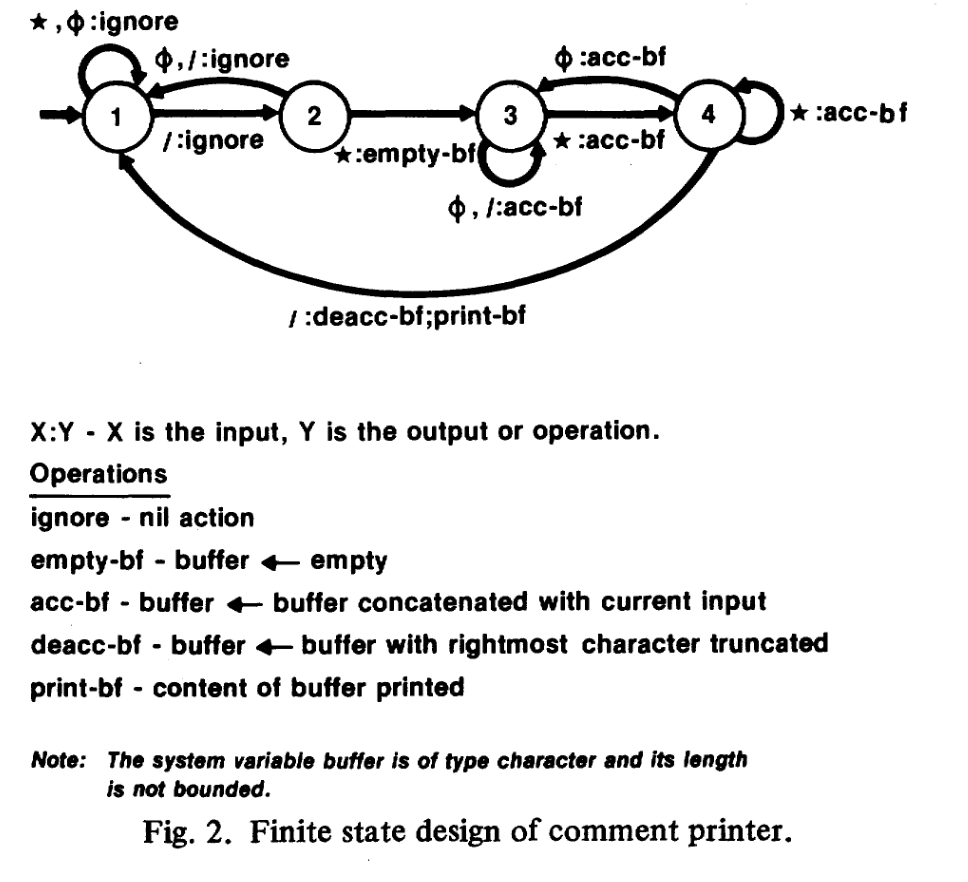 ★,ϕ:ignore
ϕ,/:ignore
ϕ:acc-bf
1
2
3
4
★:acc-bf
/:ignore
★:empty-bf
★:acc-bf
ϕ,/:acc-bf
/:deacc-bf;print-bf
X:Y - X is the input, Y is the output or operation.
Operations
ignore - nil action
empty-bf - buffer ← empty
acc-bf - buffer ← buffer concatenated with current input
deacc-bf - buffer ← buffer with rightmost character truncated
print-bf - content of buffer printed
Note: The system variable buffer is of type character and its length
is not bounded.
Fig. 2. Finite state design of comment printer.